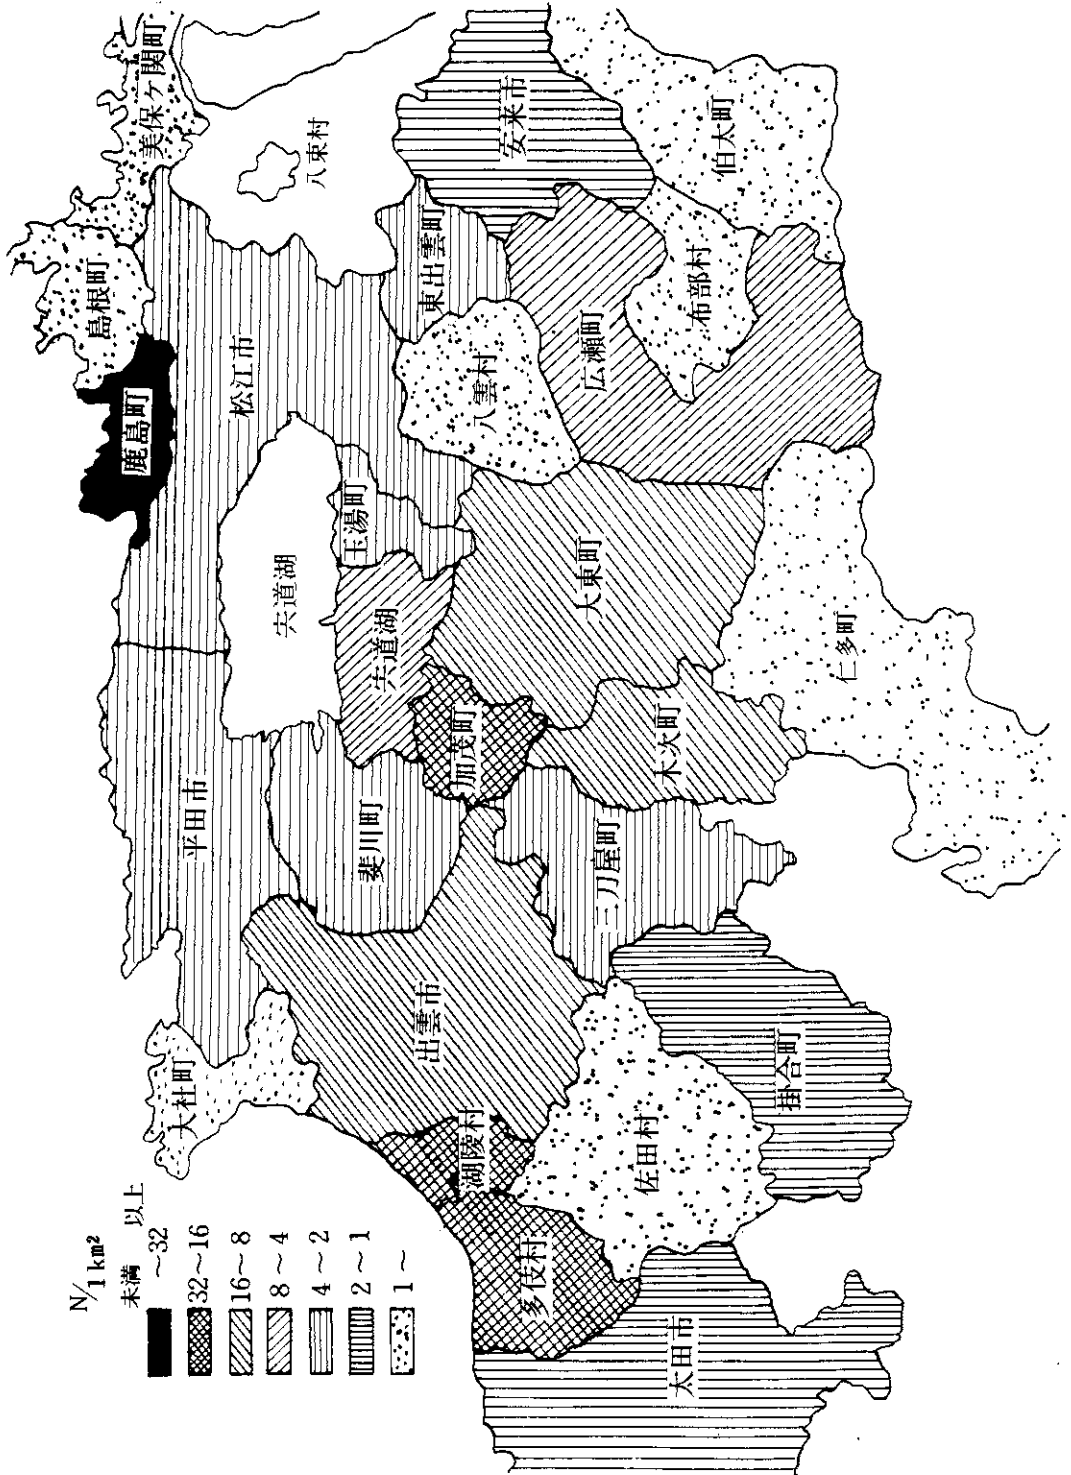 N/1km²
未満 以上
～32
32～16
16～8
8～4
4～2
2～1
1～
美保ヶ関町
島根町
鹿島町
松江市
八束村
安来市
東出雲町
伯太町
布部村
広瀬町
八雲村
玉湯町
宍道湖
宍道湖
大東町
加茂町
木次町
仁多町
平田市
斐川町
三刀屋町
出雲市
大社町
掛合町
湖陵村
佐田村
多伎村
太田市